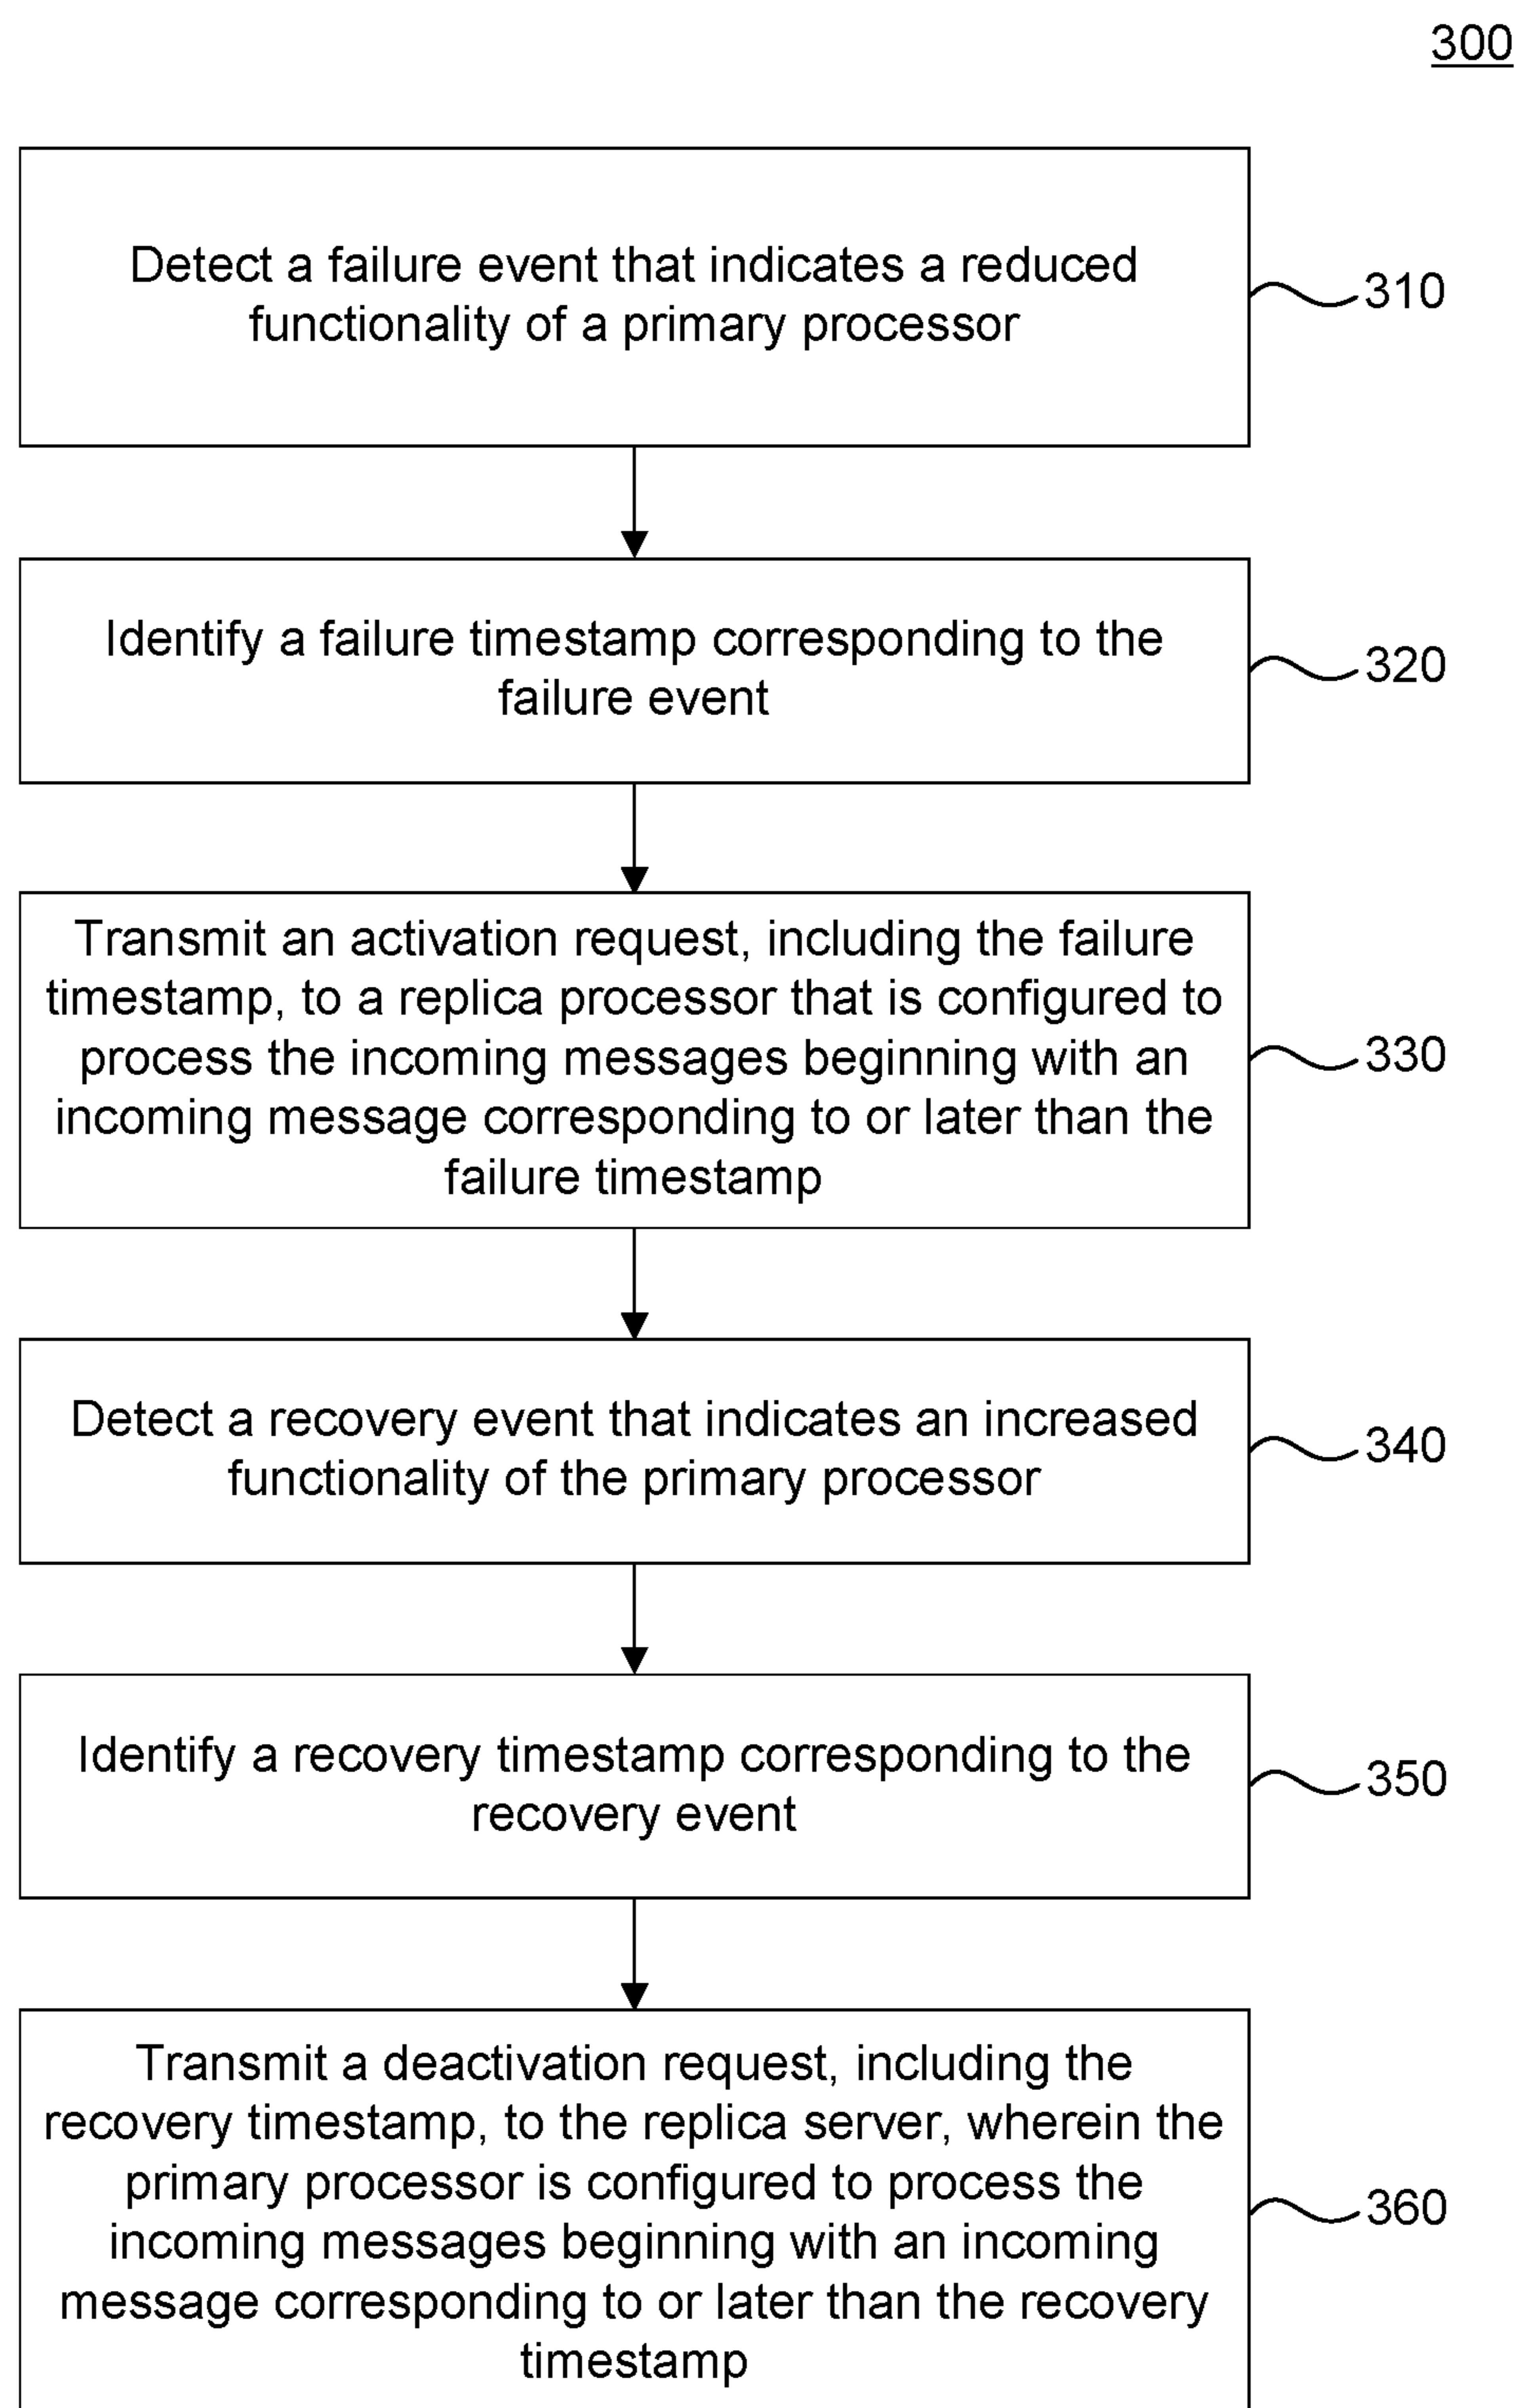 300
Detect a failure event that indicates a reduced
functionality of a primary processor
310
Identify a failure timestamp corresponding to the
failure event
320
Transmit an activation request, including the failure
timestamp, to a replica processor that is configured to
process the incoming messages beginning with an
incoming message corresponding to or later than the
failure timestamp
330
Detect a recovery event that indicates an increased
functionality of the primary processor
340
Identify a recovery timestamp corresponding to the
recovery event
350
Transmit a deactivation request, including the
recovery timestamp, to the replica server, wherein the
primary processor is configured to process the
incoming messages beginning with an incoming
message corresponding to or later than the recovery
timestamp
360